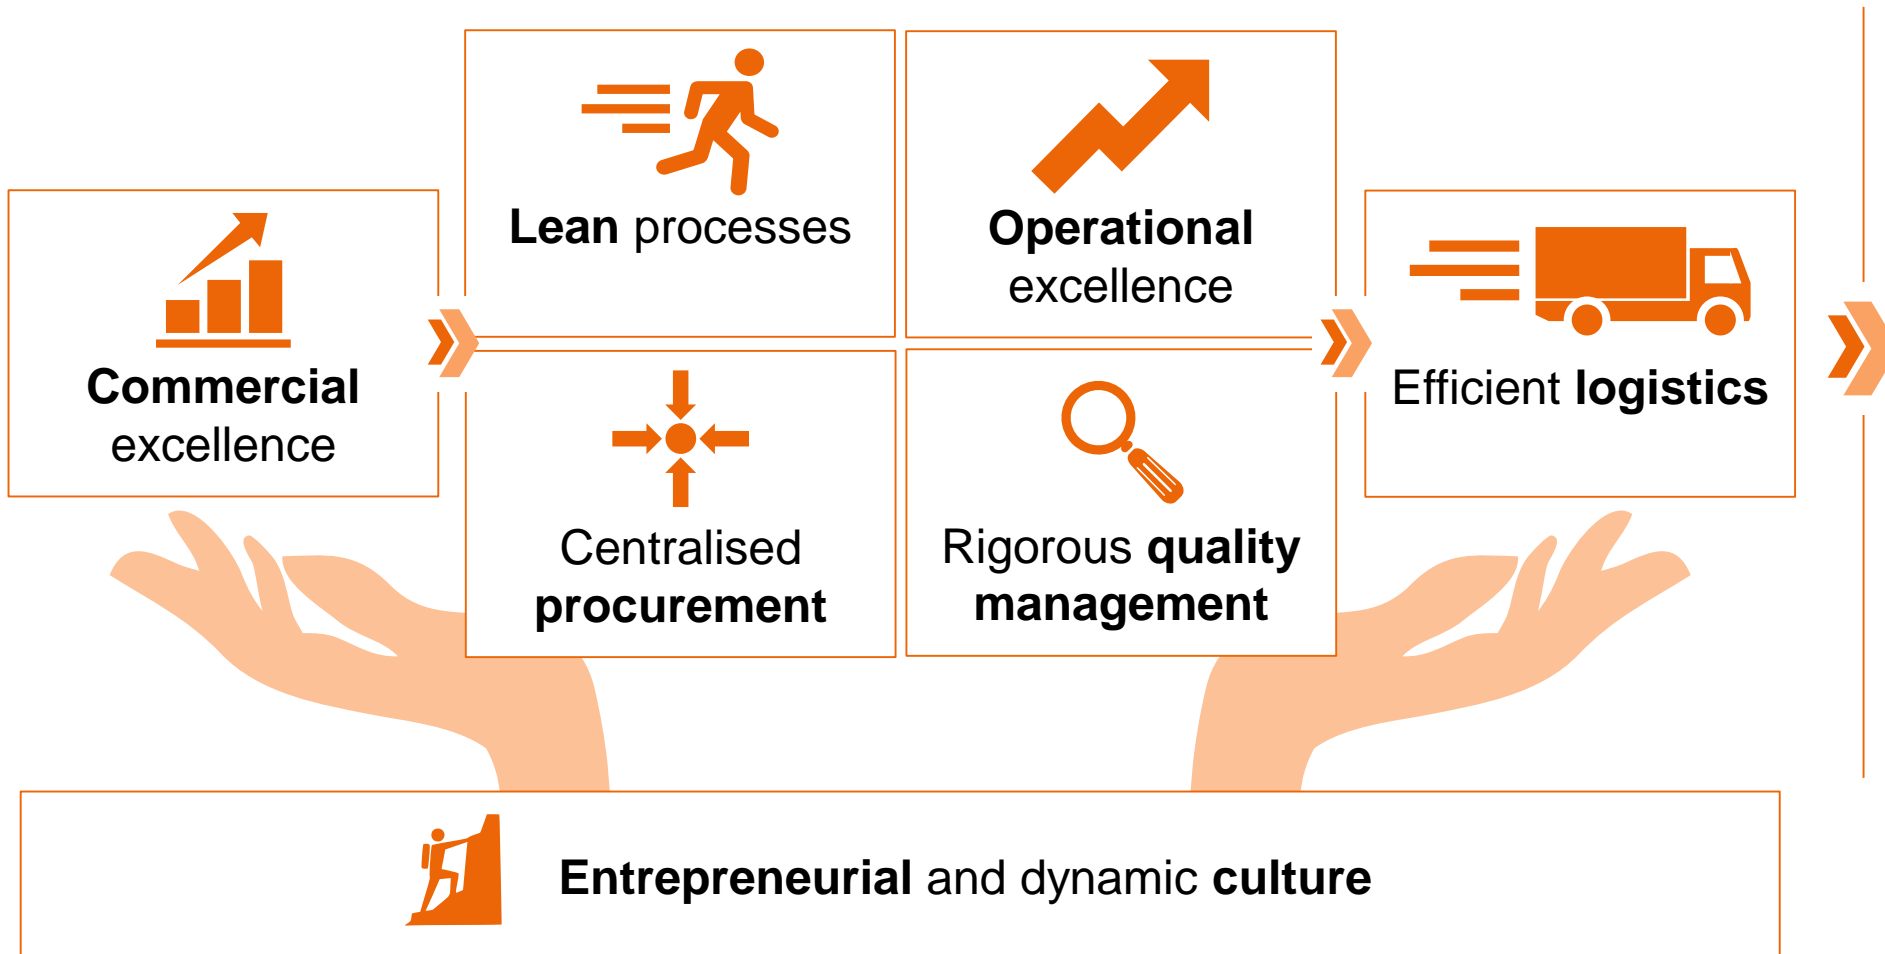 Commercial
excellence
Lean processes
Operational
excellence
Centralised
procurement
Rigorous quality
management
Efficient logistics
Entrepreneurial and dynamic culture